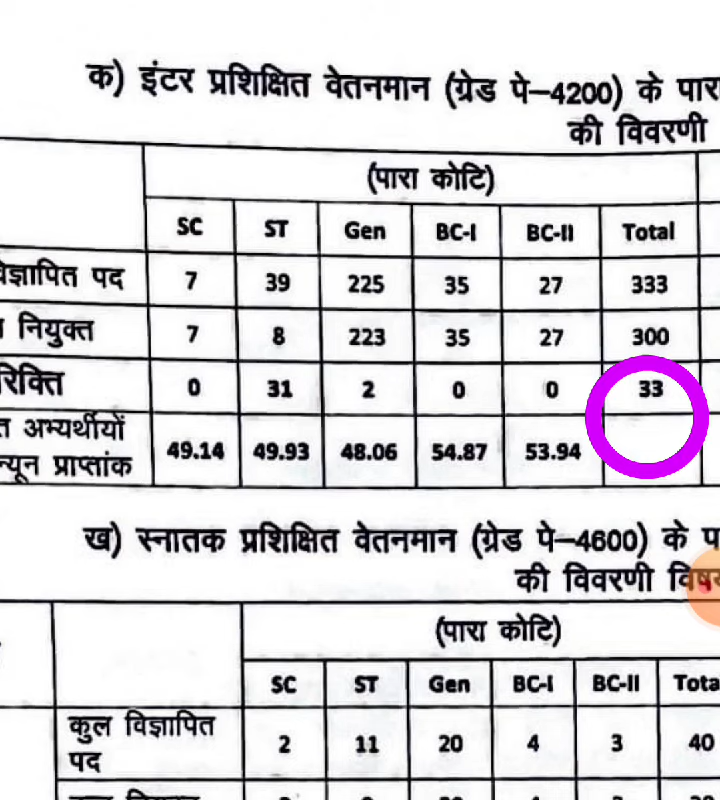 क) इंटर प्रशिक्षित वेतनमान (ग्रेड पे–4200) के पार
की विवरणी
(पारा कोटि)
SC ST Gen BC-I BC-II Total
विज्ञापित पद 7 39 225 35 27 333
नियुक्त 7 8 223 35 27 300
रिक्ति 0 31 2 0 0 33
अभ्यर्थीयों
न्यून प्राप्तांक 49.14 49.93 48.06 54.87 53.94
ख) स्नातक प्रशिक्षित वेतनमान (ग्रेड पे–4600) के प
की विवरणी विषय
(पारा कोटि)
SC ST Gen BC-I BC-II Tota
कुल विज्ञापित
पद 2 11 20 4 3 40